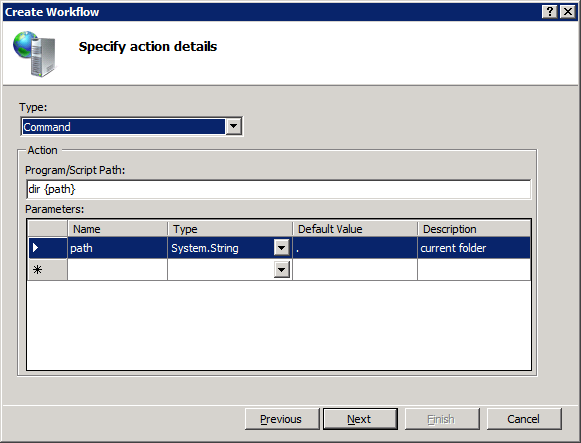 Create Workflow
Specify action details
Type:
Command
Action
Program/Script Path:
dir {path}
Parameters:
Name Type Default Value Description
path System.String . current folder
*
Previous Next Finish Cancel